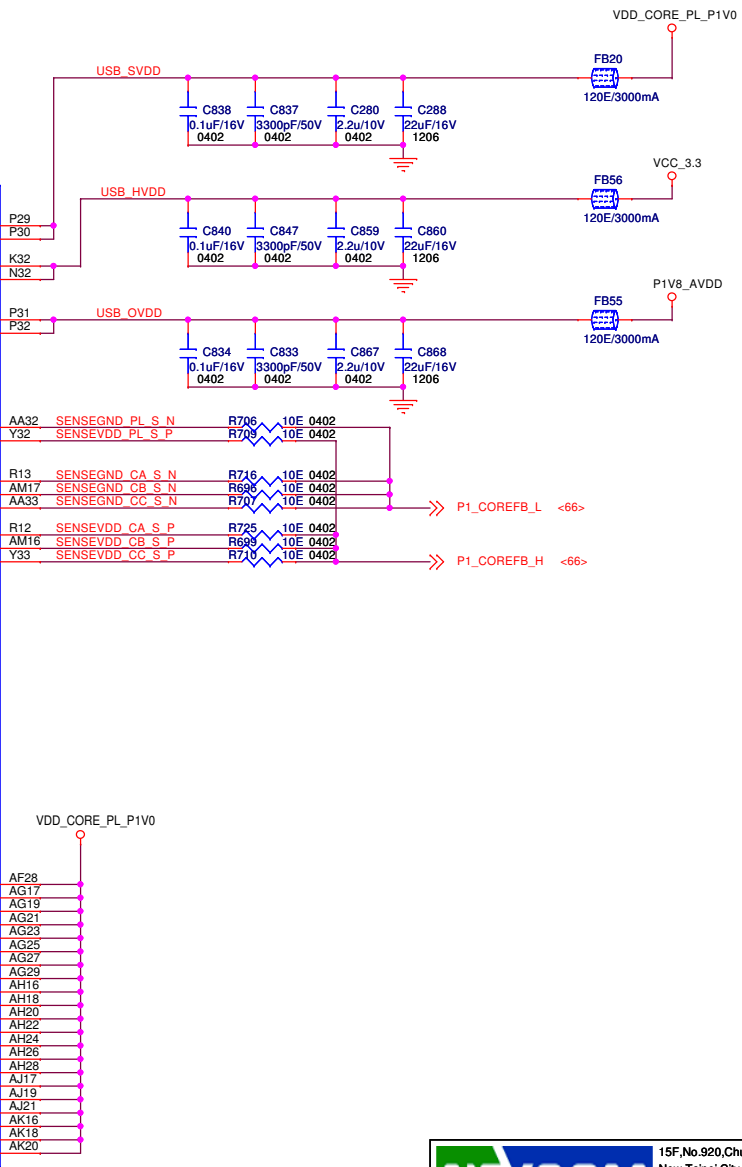 VDD_CORE_PL_P1V0
FB20
USB_SVDD
120E/3000mA
C838 C837 C280 C288
0.1uF/16V 3300pF/50V 2.2u/10V 22uF/16V
0402 0402 0402 1206
VCC_3.3
FB56
USB_HVDD
120E/3000mA
P29
P30
C840 C847 C859 C860
0.1uF/16V 3300pF/50V 2.2u/10V 22uF/16V
0402 0402 0402 1206
K32
N32
P1V8_AVDD
FB55
P31 USB_OVDD
P32
120E/3000mA
C834 C833 C867 C868
0.1uF/16V 3300pF/50V 2.2u/10V 22uF/16V
0402 0402 0402 1206
AA32 SENSEGND_PL_S_N R706 10E 0402
Y32 SENSEVDD_PL_S_P R709 10E 0402
R13 SENSEGND_CA_S_N R716 10E 0402
AM17 SENSEGND_CB_S_N R696 10E 0402
AA33 SENSEGND_CC_S_N R707 10E 0402 P1_COREFB_L <66>
R12 SENSEVDD_CA_S_P R725 10E 0402
AM16 SENSEVDD_CB_S_P R699 10E 0402
Y33 SENSEVDD_CC_S_P R710 10E 0402 P1_COREFB_H <66>
VDD_CORE_PL_P1V0
AF28
AG17
AG19
AG21
AG23
AG25
AG27
AG29
AH16
AH18
AH20
AH22
AH24
AH26
AH28
AJ17
AJ19
AJ21
AK16
AK18
AK20
15F,No.920,Chu